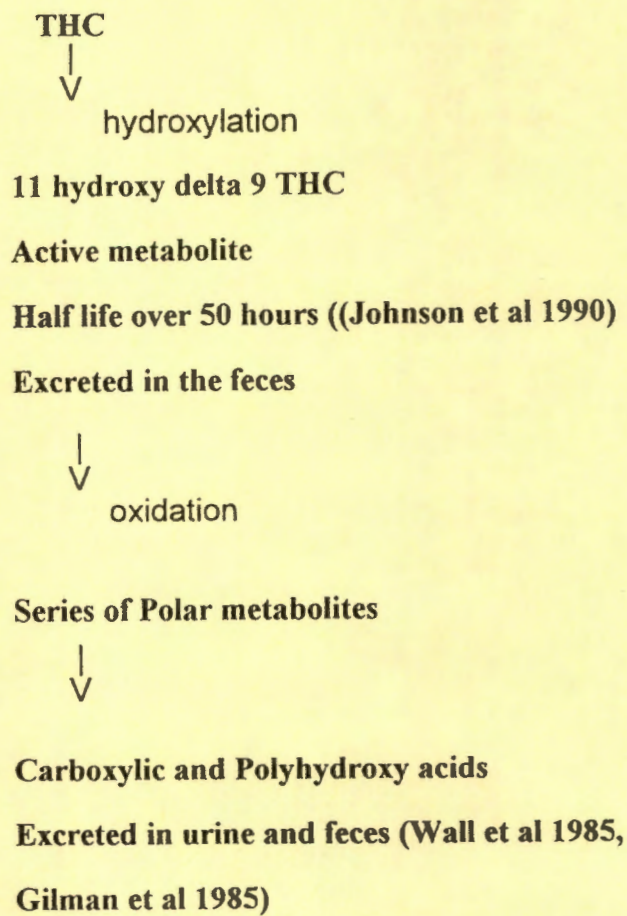 THC
|
V
hydroxylation
11 hydroxy delta 9 THC
Active metabolite
Half life over 50 hours ((Johnson et al 1990)
Excreted in the feces
|
V
oxidation
Series of Polar metabolites
|
V
Carboxylic and Polyhydroxy acids
Excreted in urine and feces (Wall et al 1985,
Gilman et al 1985)